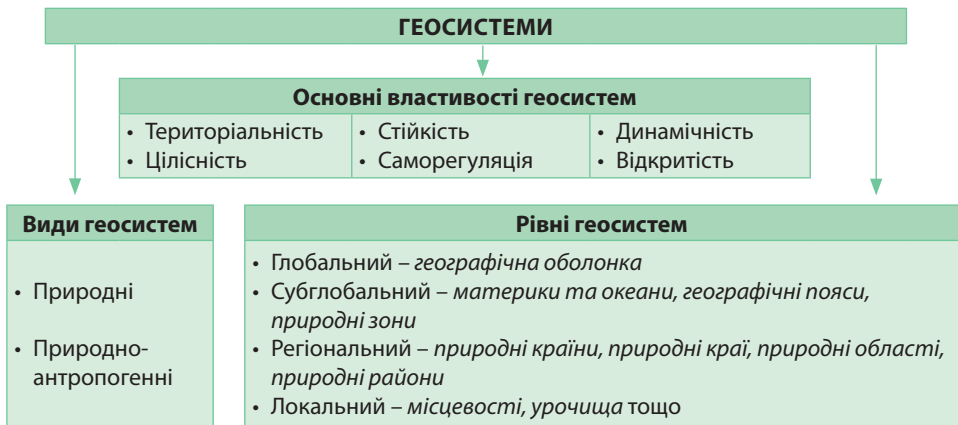 ГЕОСИСТЕМИ
Основні властивості геосистем
• Територіальність
• Цілісність
• Стійкість
• Саморегуляція
• Динамічність
• Відкритість
Види геосистем
• Природні
• Природно-
антропогенні
Рівні геосистем
• Глобальний – географічна оболонка
• Субглобальний – материки та океани, географічні пояси,
природні зони
• Регіональний – природні країни, природні краї, природні області,
природні райони
• Локальний – місцевості, урочища тощо